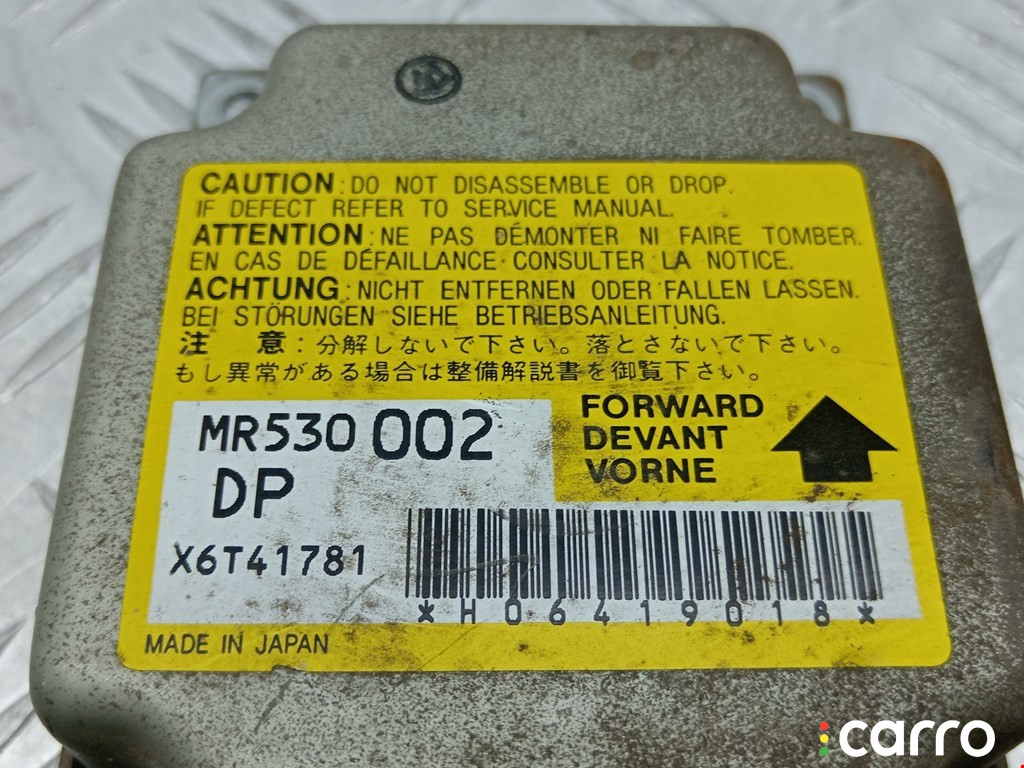 CAUTION: DO NOT DISASSEMBLE OR DROP.
IF DEFECT REFER TO SERVICE MANUAL.
ATTENTION: NE PAS DÉMONTER NI FAIRE TOMBER.
EN CAS DE DÉFAILLANCE CONSULTER LA NOTICE.
ACHTUNG: NICHT ENTFERNEN ODER FALLEN LASSEN.
BEI STÖRUNGEN SIEHE BETRIEBSANLEITUNG.
注 意: 分解しないで下さい。落とさないで下さい。
もし異常がある場合は整備解説書を御覧下さい。
MR530 002
DP
FORWARD
DEVANT
VORNE
X6T41781
*H06419018*
MADE IN JAPAN
carro